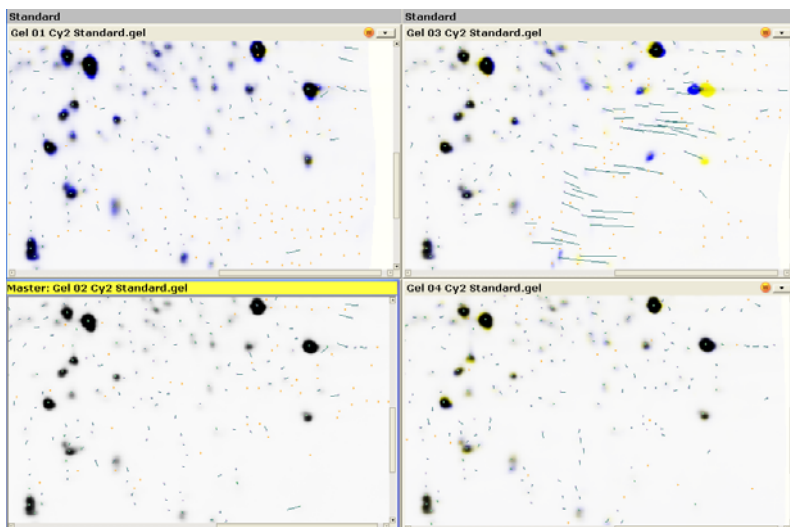 Standard
Standard
Gel 01 Cy2 Standard.gel
Gel 03 Cy2 Standard.gel
Master: Gel 02 Cy2 Standard.gel
Gel 04 Cy2 Standard.gel